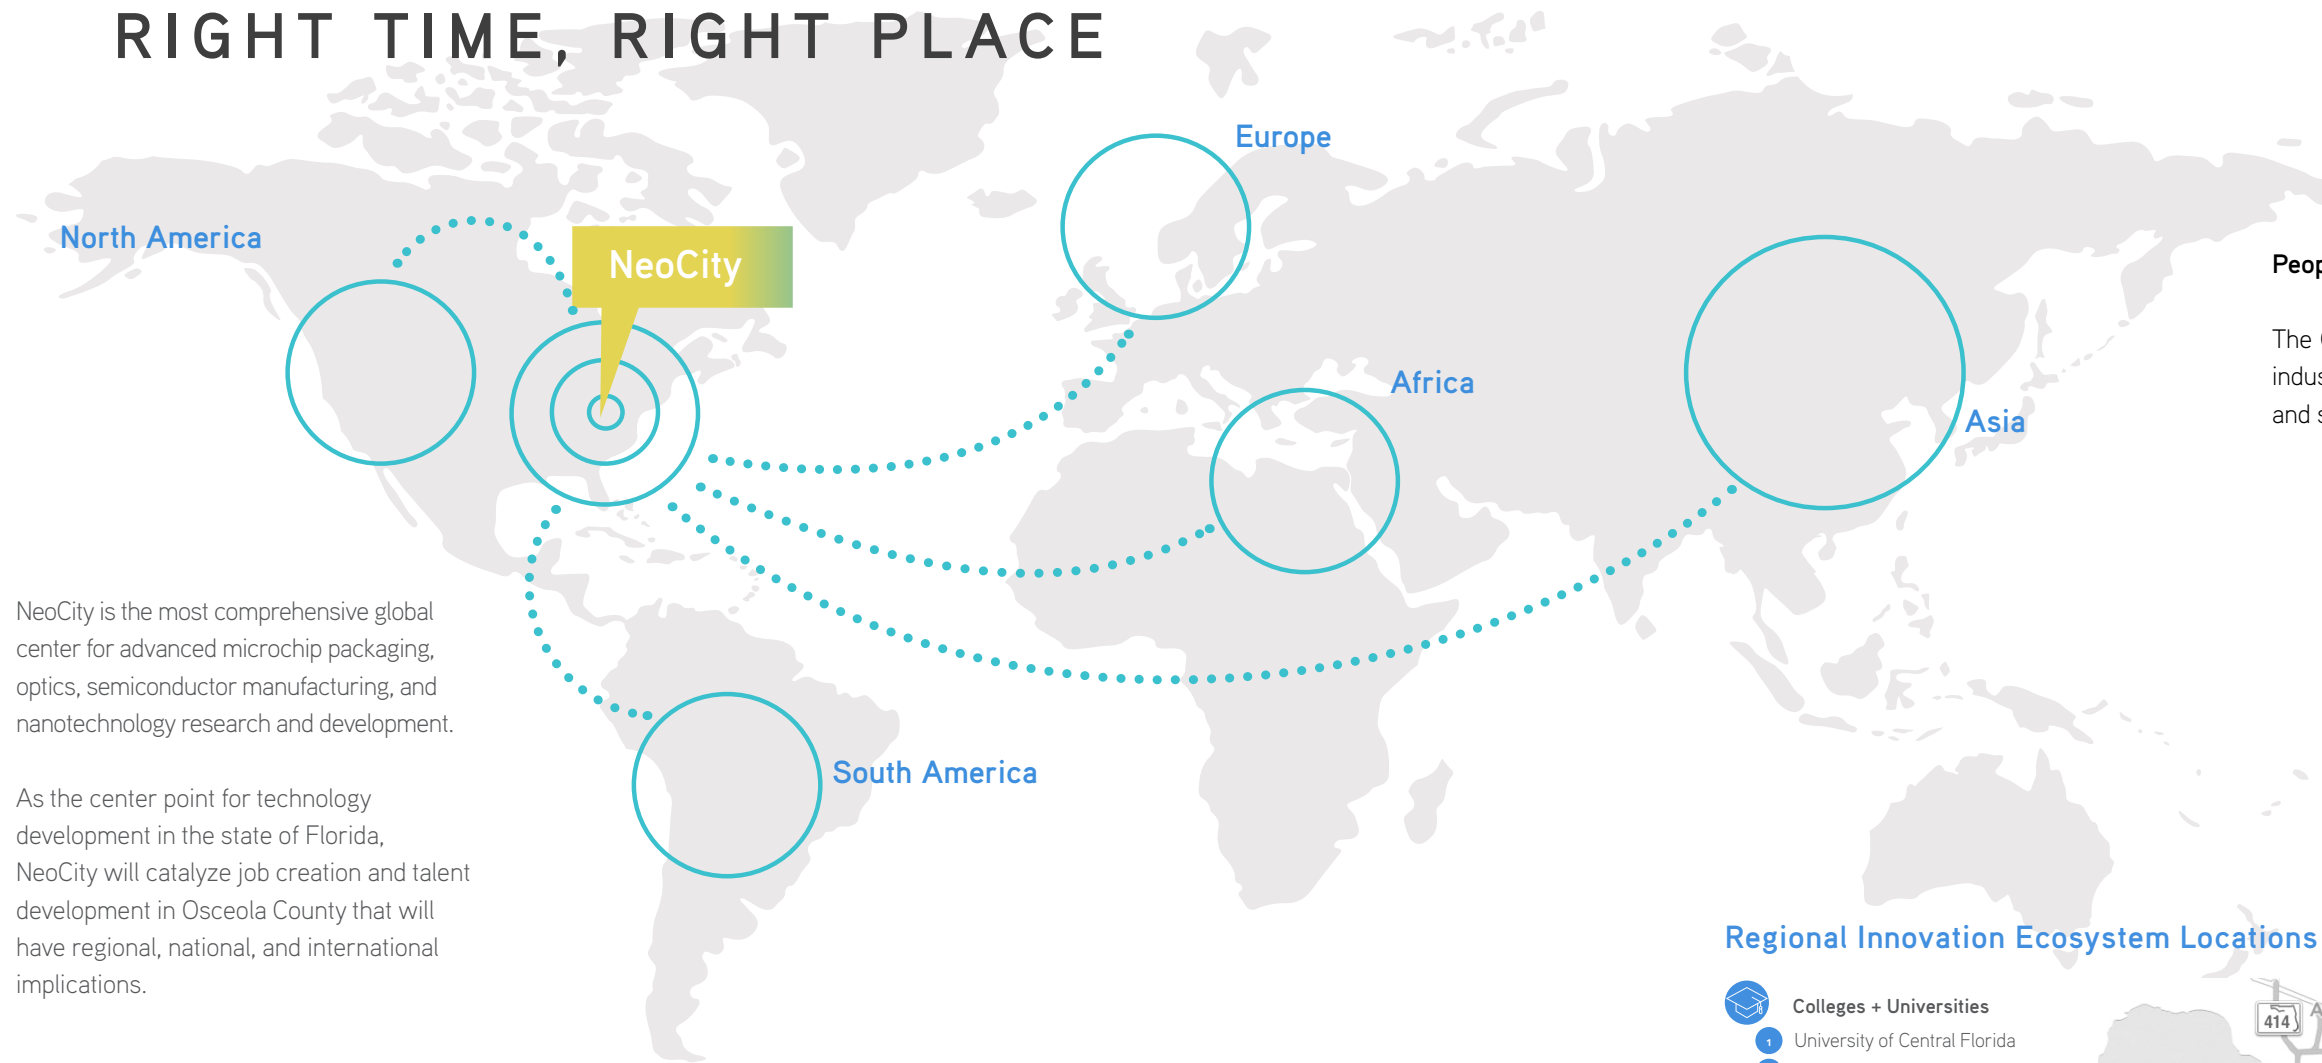 RIGHT TIME, RIGHT PLACE
Europe
North America
NeoCity
Africa
Asia
South America
NeoCity is the most comprehensive global
center for advanced microchip packaging,
optics, semiconductor manufacturing, and
nanotechnology research and development.
As the center point for technology
development in the state of Florida,
NeoCity will catalyze job creation and talent
development in Osceola County that will
have regional, national, and international
implications.
The
and
Regional Innovation Ecosystem Locations
Colleges + Universities
1 University of Central Florida
414